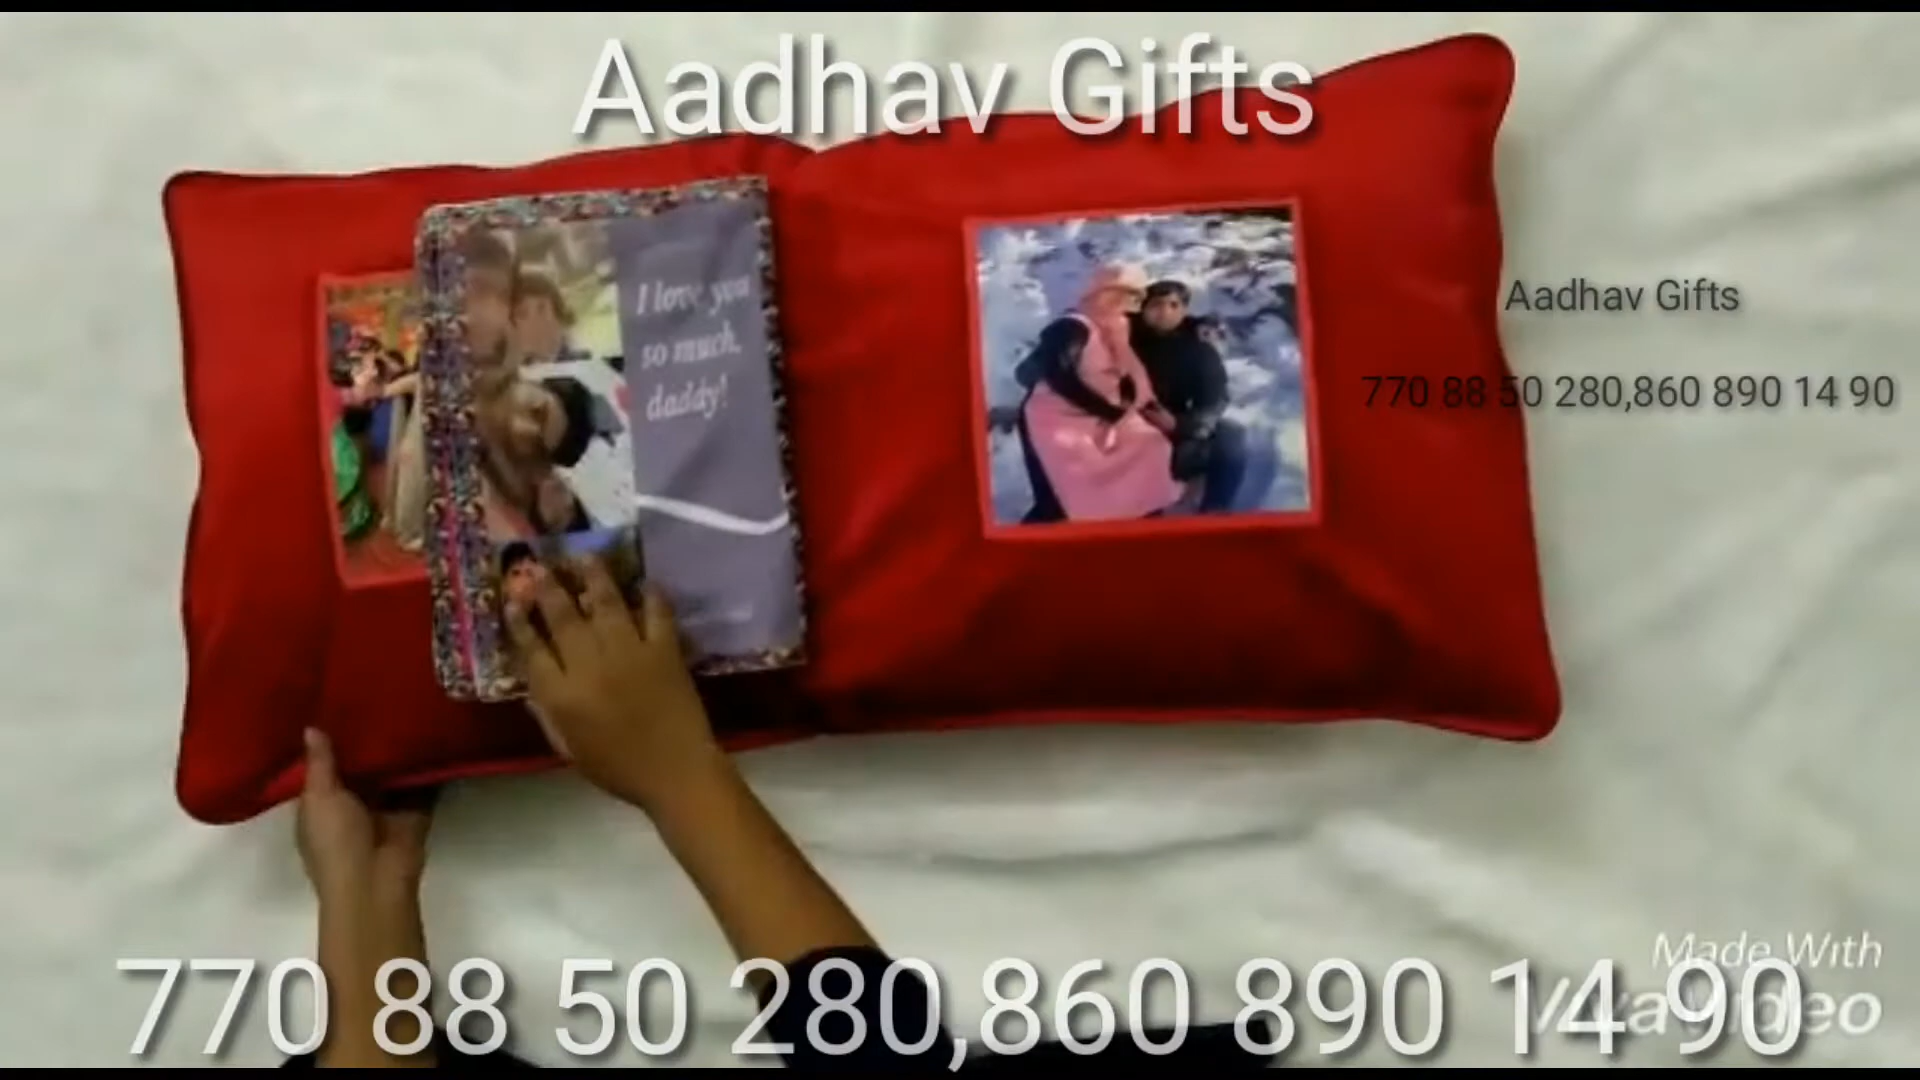 Aadhav Gifts
I love you
so much,
daddy!
Aadhav Gifts
770 88 50 280,860 890 14 90
770 88 50 280,860 890 14 90
Made With
VivaVideo